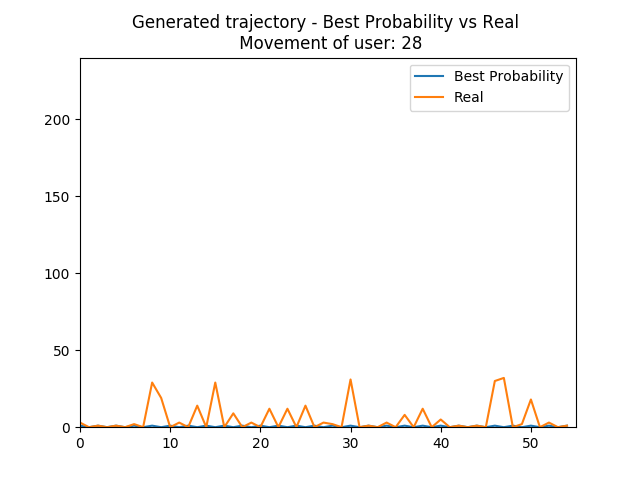 Generated trajectory - Best Probability vs Real
Movement of user: 28
Best Probability
Real
200
150
100
50
0
0 10 20 30 40 50